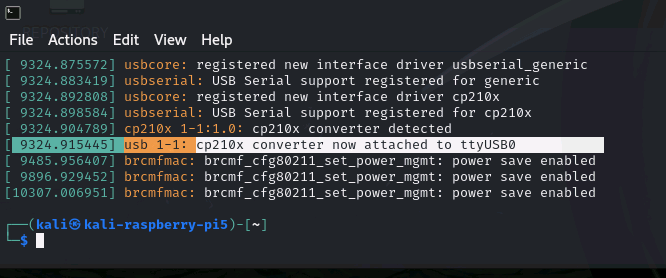 File Actions Edit View Help
[ 9324.875572] usbcore: registered new interface driver usbserial_generic
[ 9324.883419] usbserial: USB Serial support registered for generic
[ 9324.892808] usbcore: registered new interface driver cp210x
[ 9324.898584] usbserial: USB Serial support registered for cp210x
[ 9324.904789] cp210x 1-1:1.0: cp210x converter detected
[ 9324.915445] usb 1-1: cp210x converter now attached to ttyUSB0
[ 9485.956407] brcmfmac: brcmf_cfg80211_set_power_mgmt: power save enabled
[ 9896.929452] brcmfmac: brcmf_cfg80211_set_power_mgmt: power save enabled
[10307.006951] brcmfmac: brcmf_cfg80211_set_power_mgmt: power save enabled
┌──(kali㉿kali-raspberry-pi5)-[~]
└─$